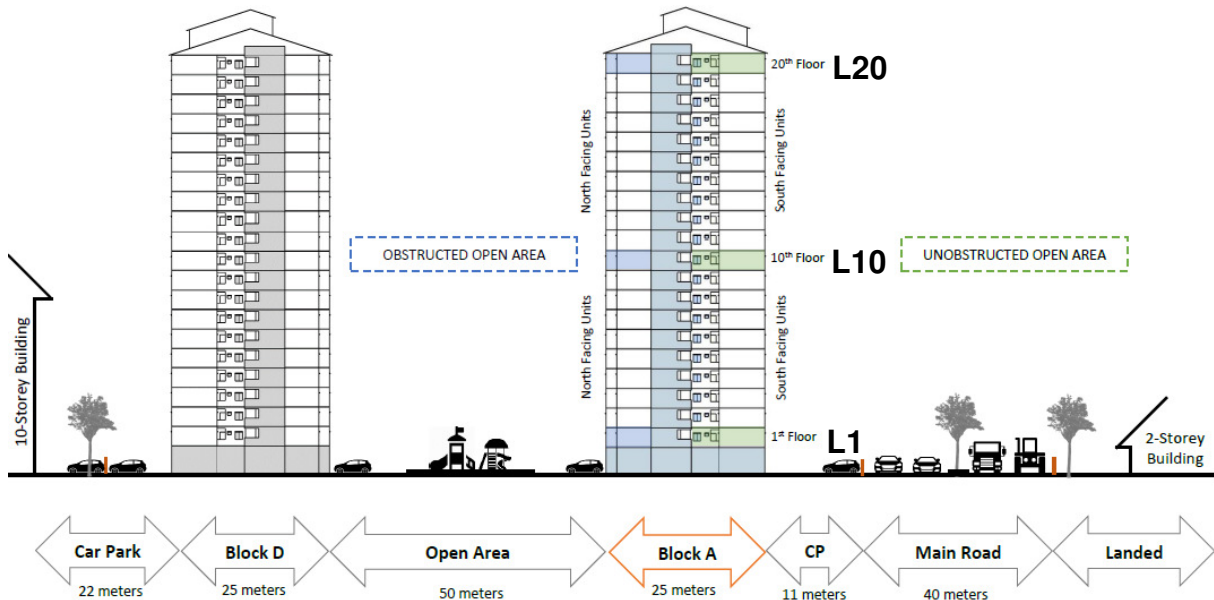 20th Floor L20
North Facing Units
South Facing Units
OBSTRUCTED OPEN AREA
10th Floor L10
UNOBSTRUCTED OPEN AREA
10-Storey Building
North Facing Units
South Facing Units
1st Floor L1
2-Storey
Building
Car Park
Block D
Open Area
Block A
CP
Main Road
Landed
22 meters
25 meters
50 meters
25 meters
11 meters
40 meters